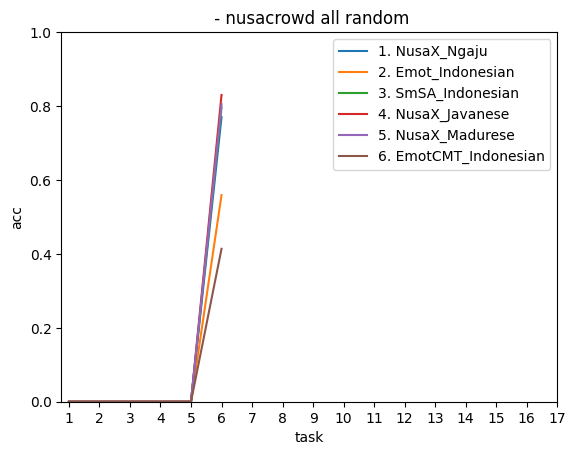 - nusacrowd all random
1.0
0.8
0.6
0.4
0.2
0.0
acc
1. NusaX_Ngaju
2. Emot_Indonesian
3. SmSA_Indonesian
4. NusaX_Javanese
5. NusaX_Madurese
6. EmotCMT_Indonesian
1 2 3 4 5 6 7 8 9 10 11 12 13 14 15 16 17
task